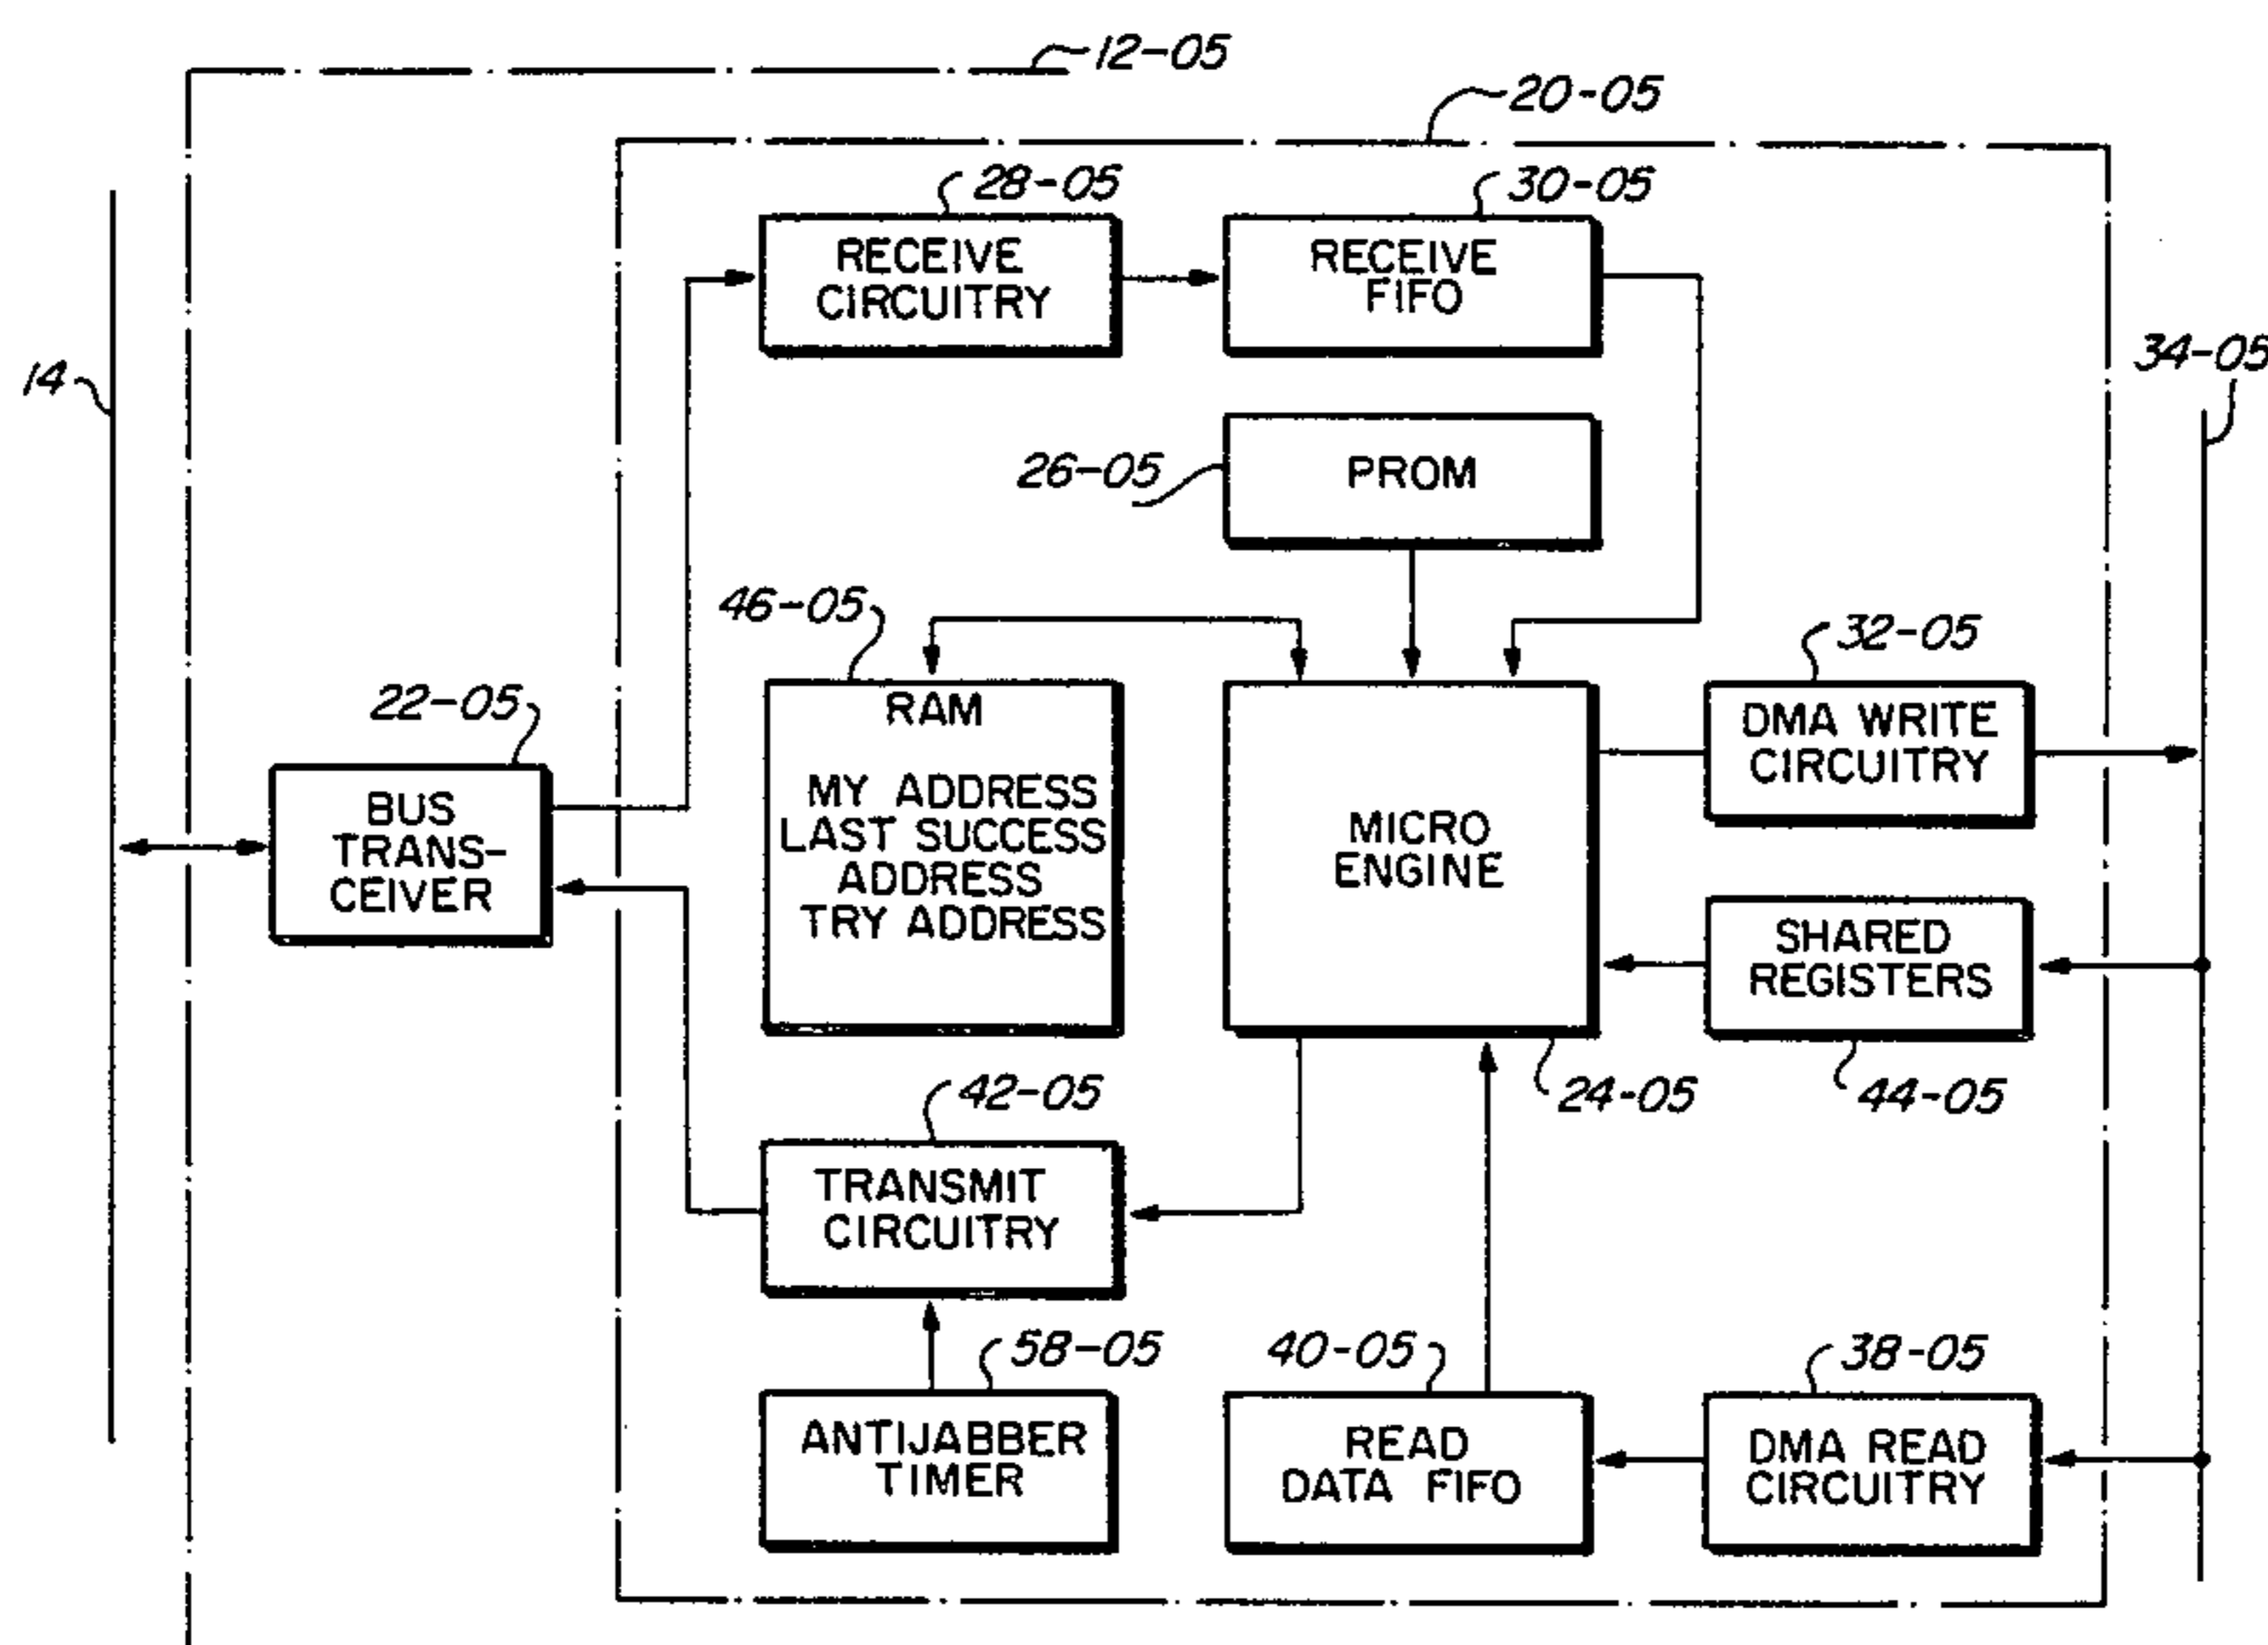 12-05
20-05
28-05
30-05
RECEIVE
CIRCUITRY
RECEIVE
FIFO
34-05
14
26-05
PROM
46-05
32-05
22-05
RAM
MY ADDRESS
LAST SUCCESS
ADDRESS
TRY ADDRESS
MICRO
ENGINE
DMA WRITE
CIRCUITRY
BUS
TRANS-
CEIVER
SHARED
REGISTERS
42-05
24-05
44-05
TRANSMIT
CIRCUITRY
58-05
40-05
38-05
ANTIJABBER
TIMER
READ
DATA FIFO
DMA READ
CIRCUITRY